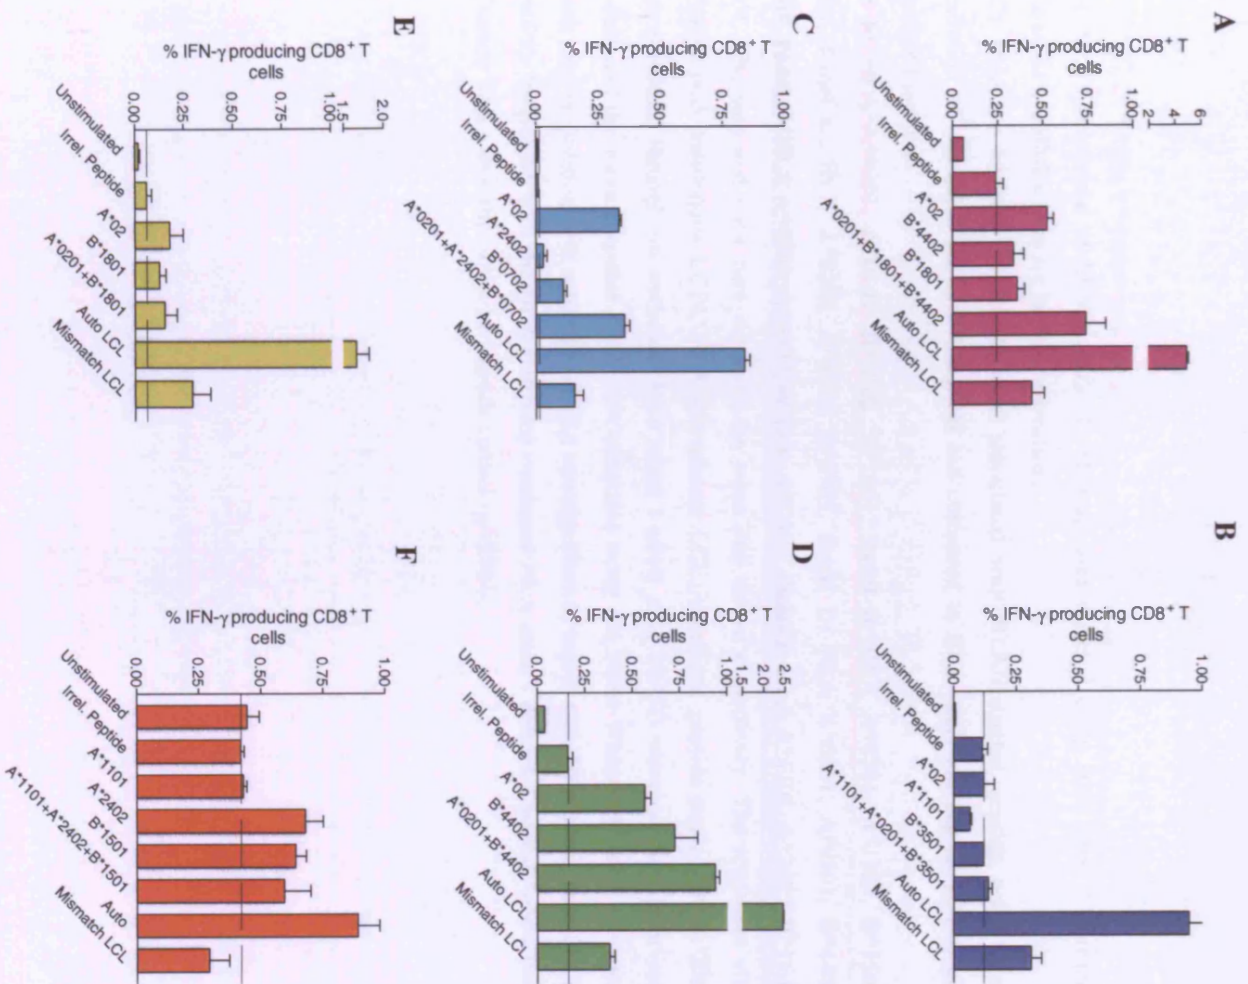 A
% IFN-γ producing CD8⁺ T
cells
6
4
2
1.00
0.75
0.50
0.25
0.00
Unstimulated
Irrel. Peptide
A*02
B*4402
B*1801
A*0201+B*1801+B*4402
Auto LCL
Mismatch LCL
B
% IFN-γ producing CD8⁺ T
cells
1.00
0.75
0.50
0.25
0.00
Unstimulated
Irrel. Peptide
A*02
A*1101
B*3501
A*1101+A*0201+B*3501
Auto LCL
Mismatch LCL
C
% IFN-γ producing CD8⁺ T
cells
1.00
0.75
0.50
0.25
0.00
Unstimulated
Irrel. Peptide
A*02
A*2402
B*0702
A*0201+A*2402+B*0702
Auto LCL
Mismatch LCL
D
% IFN-γ producing CD8⁺ T
cells
2.5
2.0
1.5
1.00
0.75
0.50
0.25
0.00
Unstimulated
Irrel. Peptide
A*02
B*4402
A*0201+B*4402
Auto LCL
Mismatch LCL
E
% IFN-γ producing CD8⁺ T
cells
2.0
1.5
1.00
0.75
0.50
0.25
0.00
Unstimulated
Irrel. Peptide
A*02
B*1801
A*0201+B*1801
Auto LCL
Mismatch LCL
F
% IFN-γ producing CD8⁺ T
cells
1.00
0.75
0.50
0.25
0.00
Unstimulated
Irrel. Peptide
A*1101
A*2402
B*1501
A*1101+A*2402+B*1501
Auto
Mismatch LCL